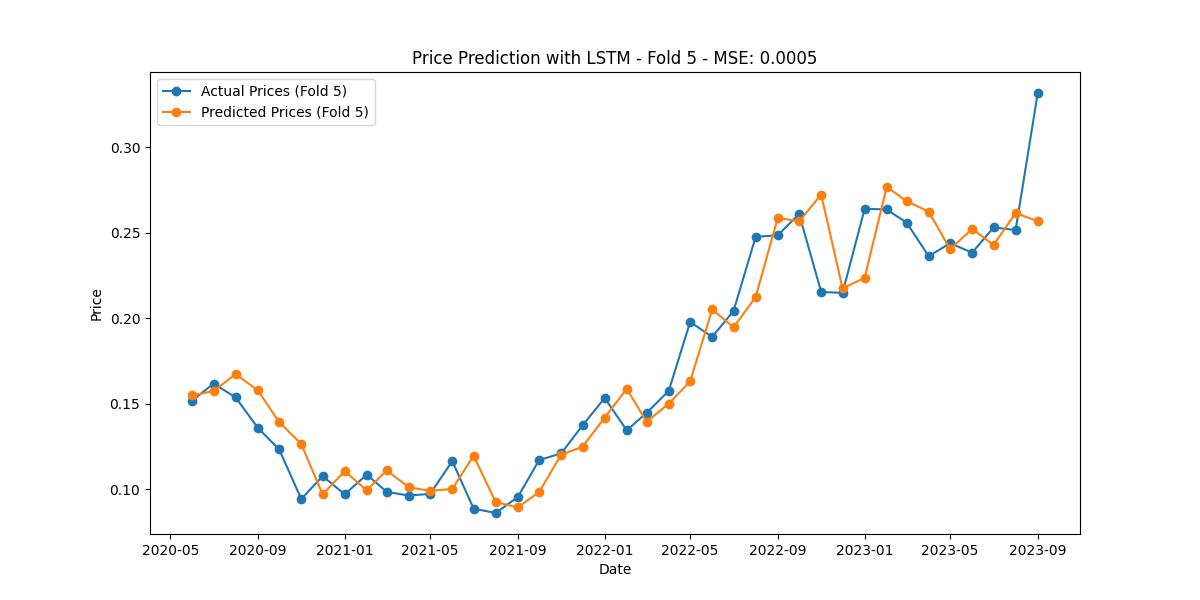 Price Prediction with LSTM - Fold 5 - MSE: 0.0005
Actual Prices (Fold 5)
Predicted Prices (Fold 5)
Price
0.30
0.25
0.20
0.15
0.10
2020-05 2020-09 2021-01 2021-05 2021-09 2022-01 2022-05 2022-09 2023-01 2023-05 2023-09
Date